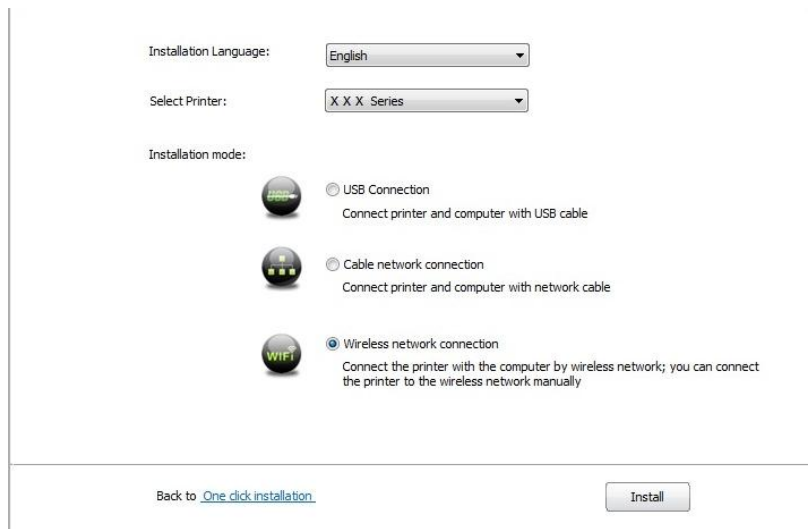 Installation Language:
English
Select Printer:
X X X Series
Installation mode:
USB
USB Connection
Connect printer and computer with USB cable
Cable network connection
Connect printer and computer with network cable
WiFi
Wireless network connection
Connect the printer with the computer by wireless network; you can connect
the printer to the wireless network manually
Back to One click installation
Install